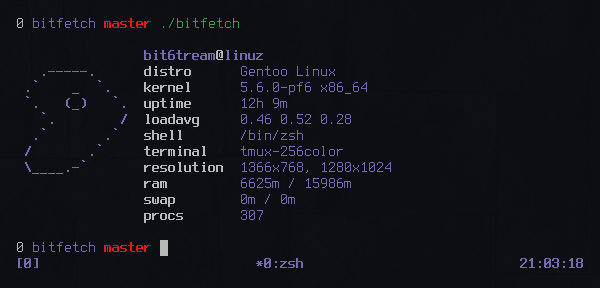 0 bitfetch master ./bitfetch
bit6tream@linuz
distro Gentoo Linux
kernel 5.6.0-pf6 x86_64
uptime 12h 9m
loadavg 0.46 0.52 0.28
shell /bin/zsh
terminal tmux-256color
resolution 1366x768, 1280x1024
ram 6625m / 15986m
swap 0m / 0m
procs 307
0 bitfetch master
[0] *0:zsh 21:03:18